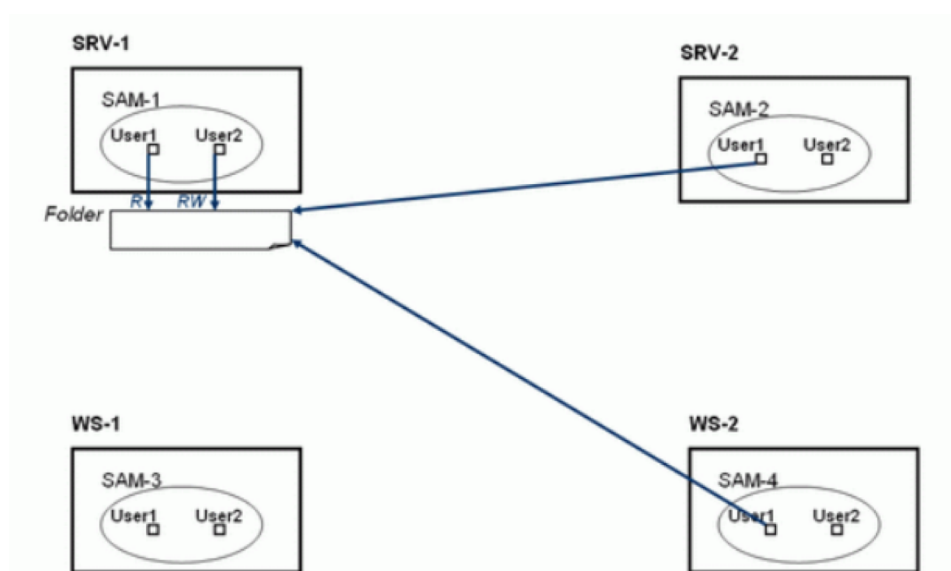 SRV-1
SRV-2
SAM-1
User1 User2
SAM-2
User1 User2
R RW
Folder
WS-1
WS-2
SAM-3
User1 User2
SAM-4
User1 User2